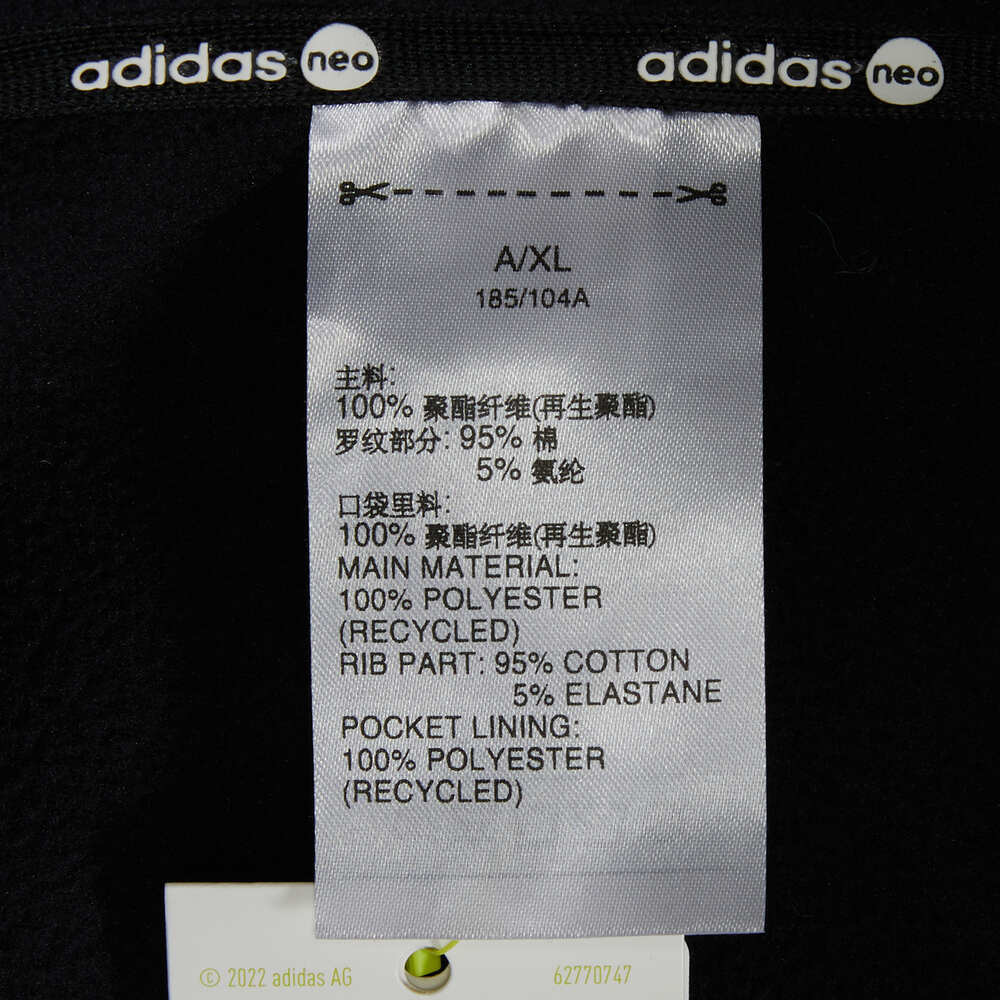 adidas neo adidas neo
A/XL
185/104A
主料:
100% 聚酯纤维(再生聚酯)
罗纹部分: 95% 棉
5% 氨纶
口袋里料:
100% 聚酯纤维(再生聚酯)
MAIN MATERIAL:
100% POLYESTER
(RECYCLED)
RIB PART: 95% COTTON
5% ELASTANE
POCKET LINING:
100% POLYESTER
(RECYCLED)
© 2022 adidas AG 62770747